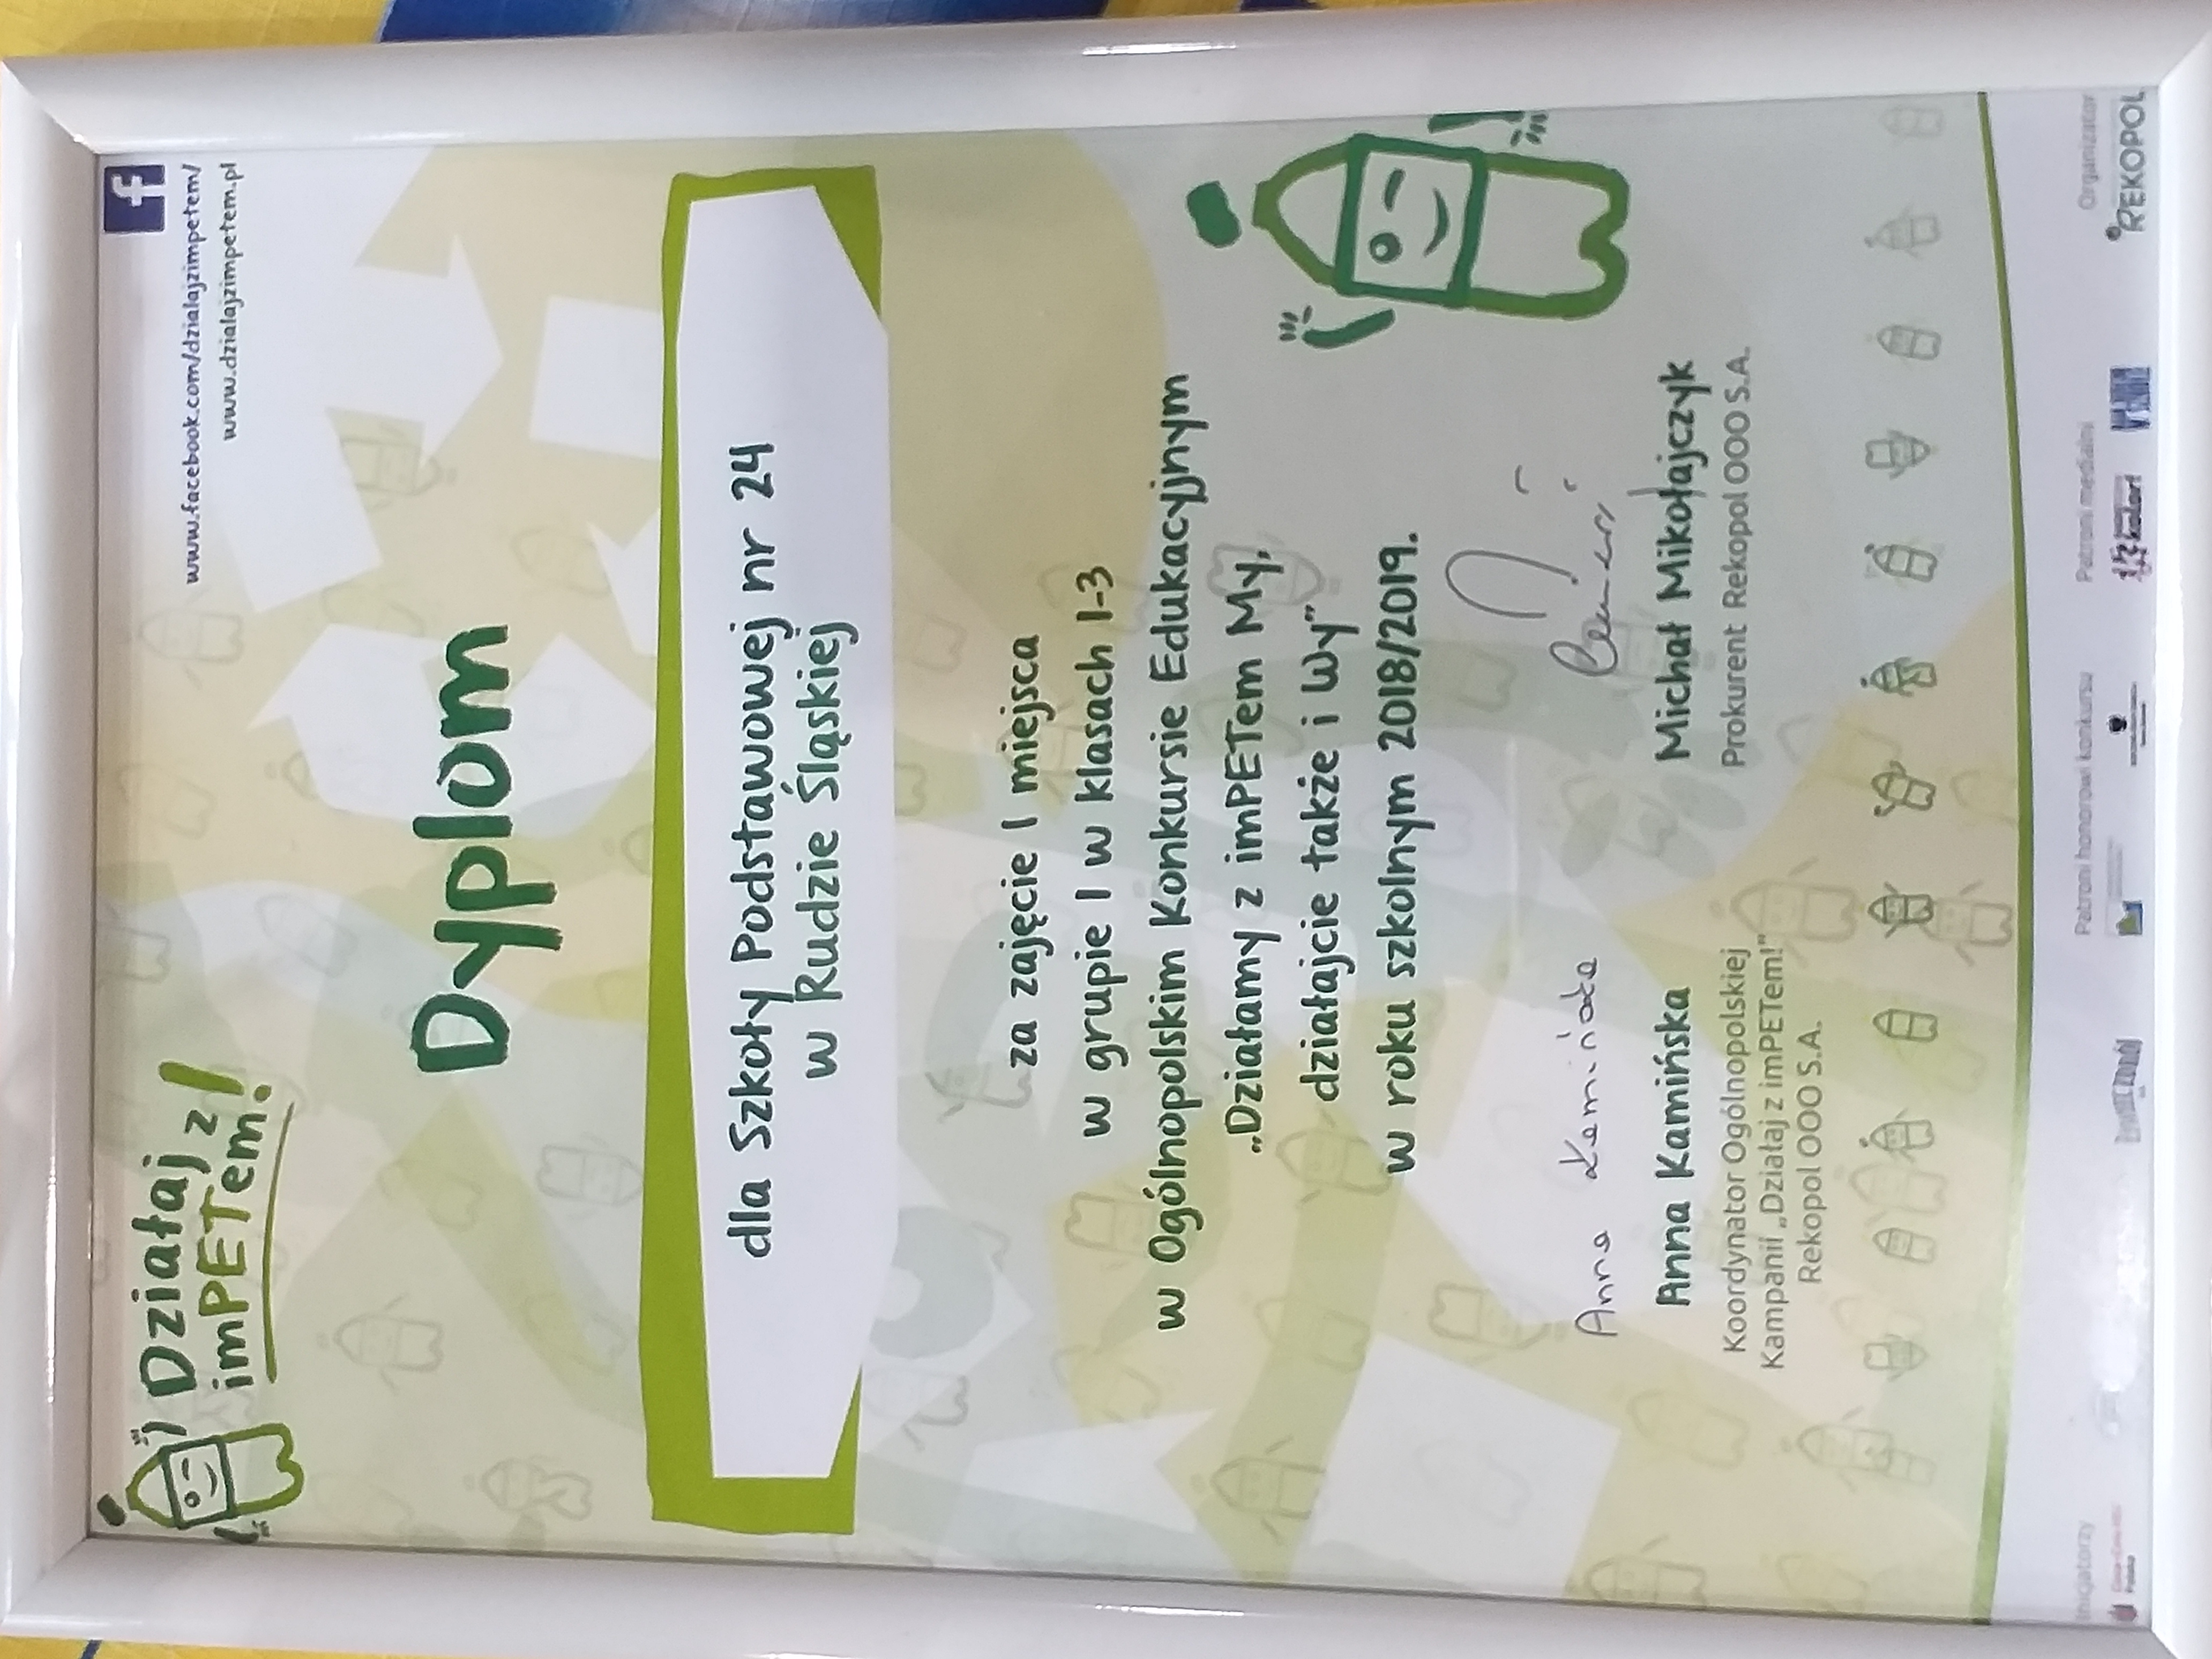 Działaj z
imPETem!
www.facebook.com/dzialajzimpetem/
www.dzialajzimpetem.pl
Dyplom
dla Szkoły Podstawowej nr 24
w Rudzie Śląskiej
za zajęcie I miejsca
w grupie I w klasach 1-3
w Ogólnopolskim Konkursie Edukacyjnym
„Działamy z imPETem My,
działajcie także i Wy”
w roku szkolnym 2018/2019.
Anna Kamińska
Anna Kamińska
Koordynator Ogólnopolskiej
Kampanii „Działaj z imPETem!”
Rekopol OOO S.A.
Michał Mikołajczyk
Prokurent Rekopol OOO S.A.
Inicjatorzy
Patroni honorowi konkursu
Patroni medialni
Organizator
REKOPOL